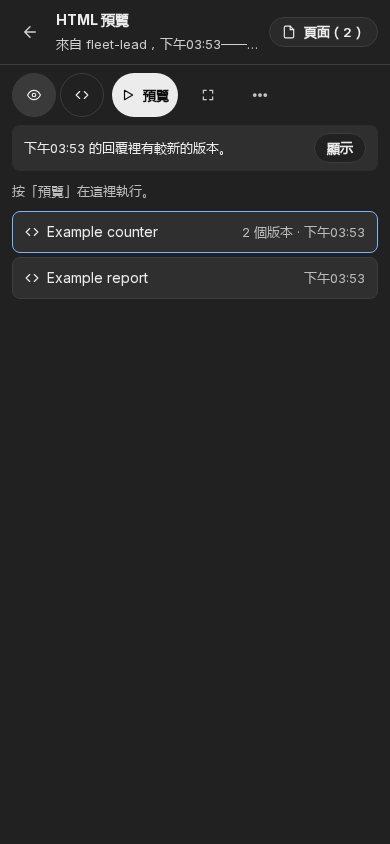 HTML 預覽
來自 fleet-lead，下午03:53——…
頁面（2）
預覽
下午03:53 的回覆裡有較新的版本。
顯示
按「預覽」在這裡執行。
Example counter
2 個版本 · 下午03:53
Example report
下午03:53